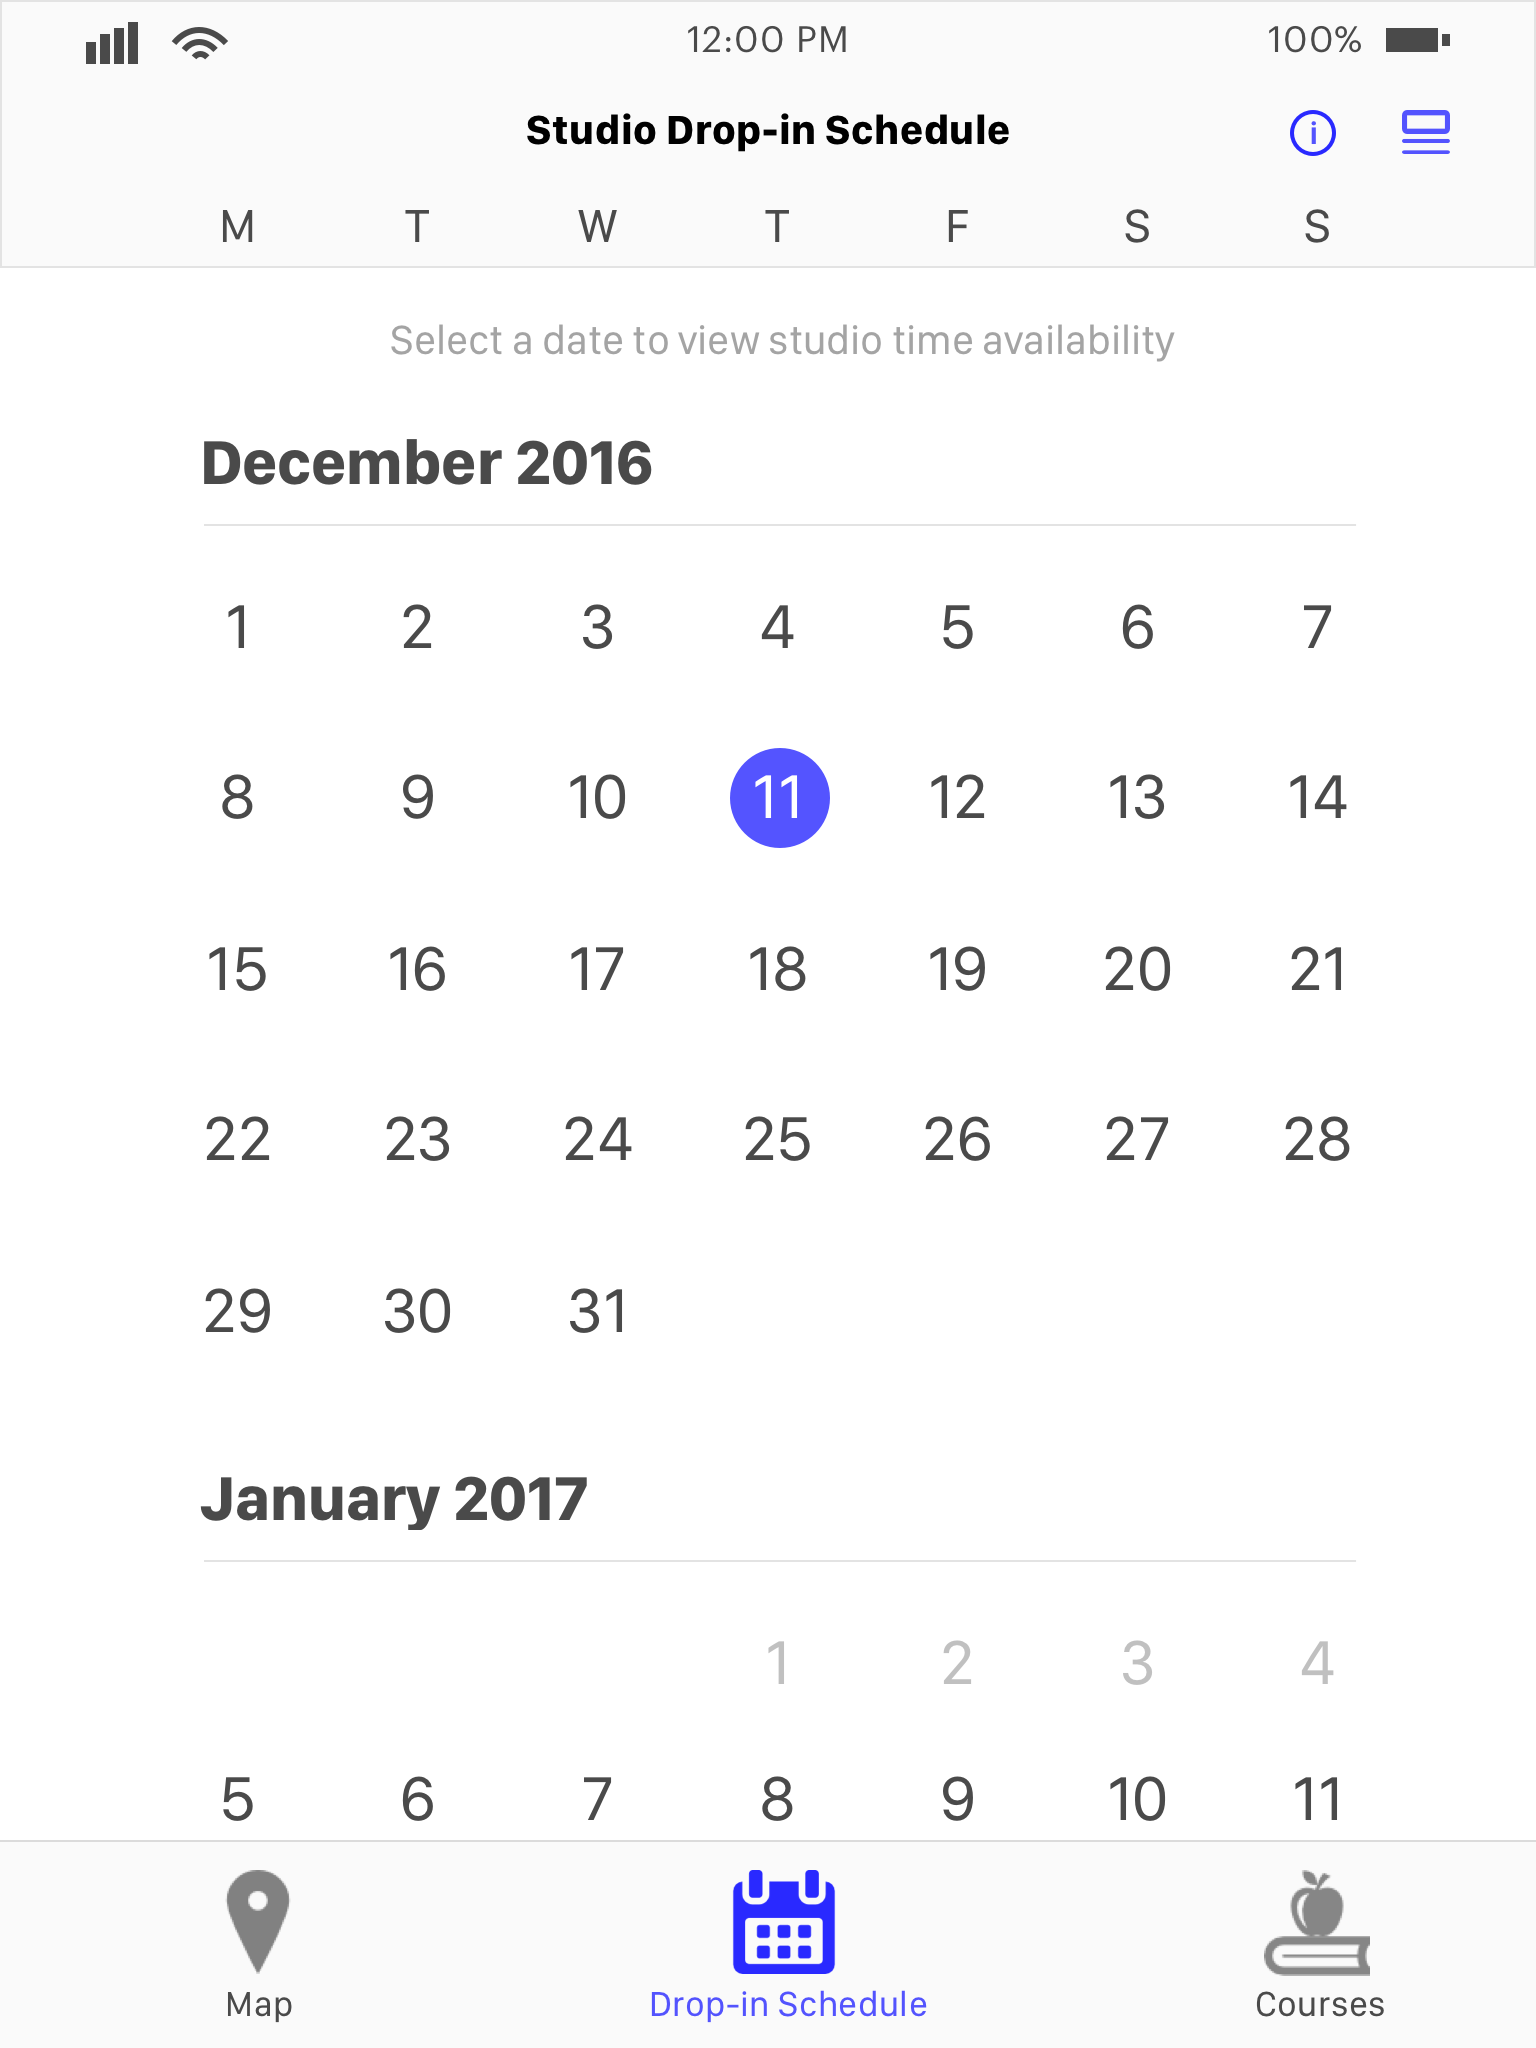 12:00 PM 100%
Studio Drop-in Schedule i
M T W T F S S
Select a date to view studio time availability
December 2016
1 2 3 4 5 6 7
8 9 10 11 12 13 14
15 16 17 18 19 20 21
22 23 24 25 26 27 28
29 30 31
January 2017
1 2 3 4
5 6 7 8 9 10 11
Map Drop-in Schedule Courses